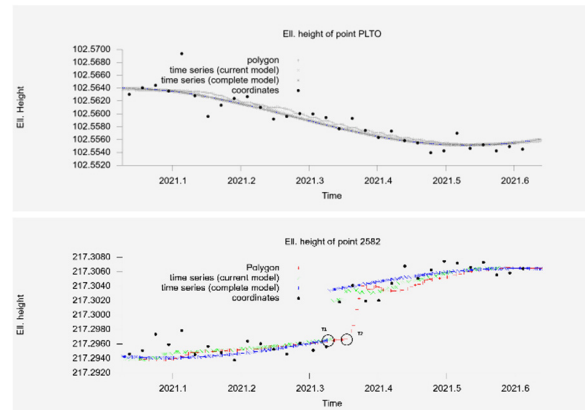 Ell. height of point PLTO
polygon
time series (current model)
time series (complete model)
coordinates
102.5700
102.5680
102.5660
102.5640
102.5620
102.5600
102.5580
102.5560
102.5540
102.5520
Ell. Height
2021.1 2021.2 2021.3 2021.4 2021.5 2021.6
Time
Ell. height of point 2582
Polygon
time series (current model)
time series (complete model)
coordinates
217.3080
217.3060
217.3040
217.3020
217.3000
217.2980
217.2960
217.2940
217.2920
Ell. height
T1
2021.1 2021.2 2021.3 2021.4 2021.5 2021.6
Time